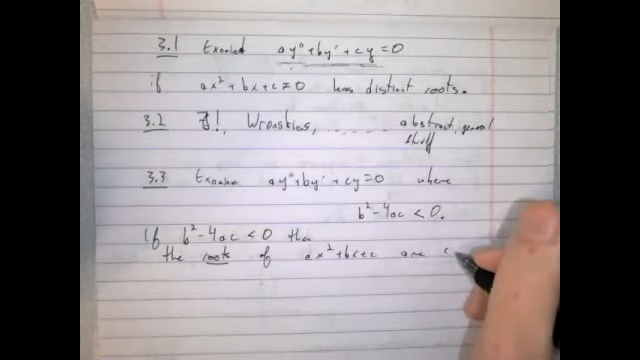 3.1 ay" + by' + cy = 0
if ax² + bx + c = 0 has distinct roots.
3.2 ∃!, Wronskies, ........ abstract, general
stuff
3.3 ay" + by' + cy = 0 where
b² - 4ac < 0.
If b² - 4ac < 0 then
the roots of ax² + bx + c are